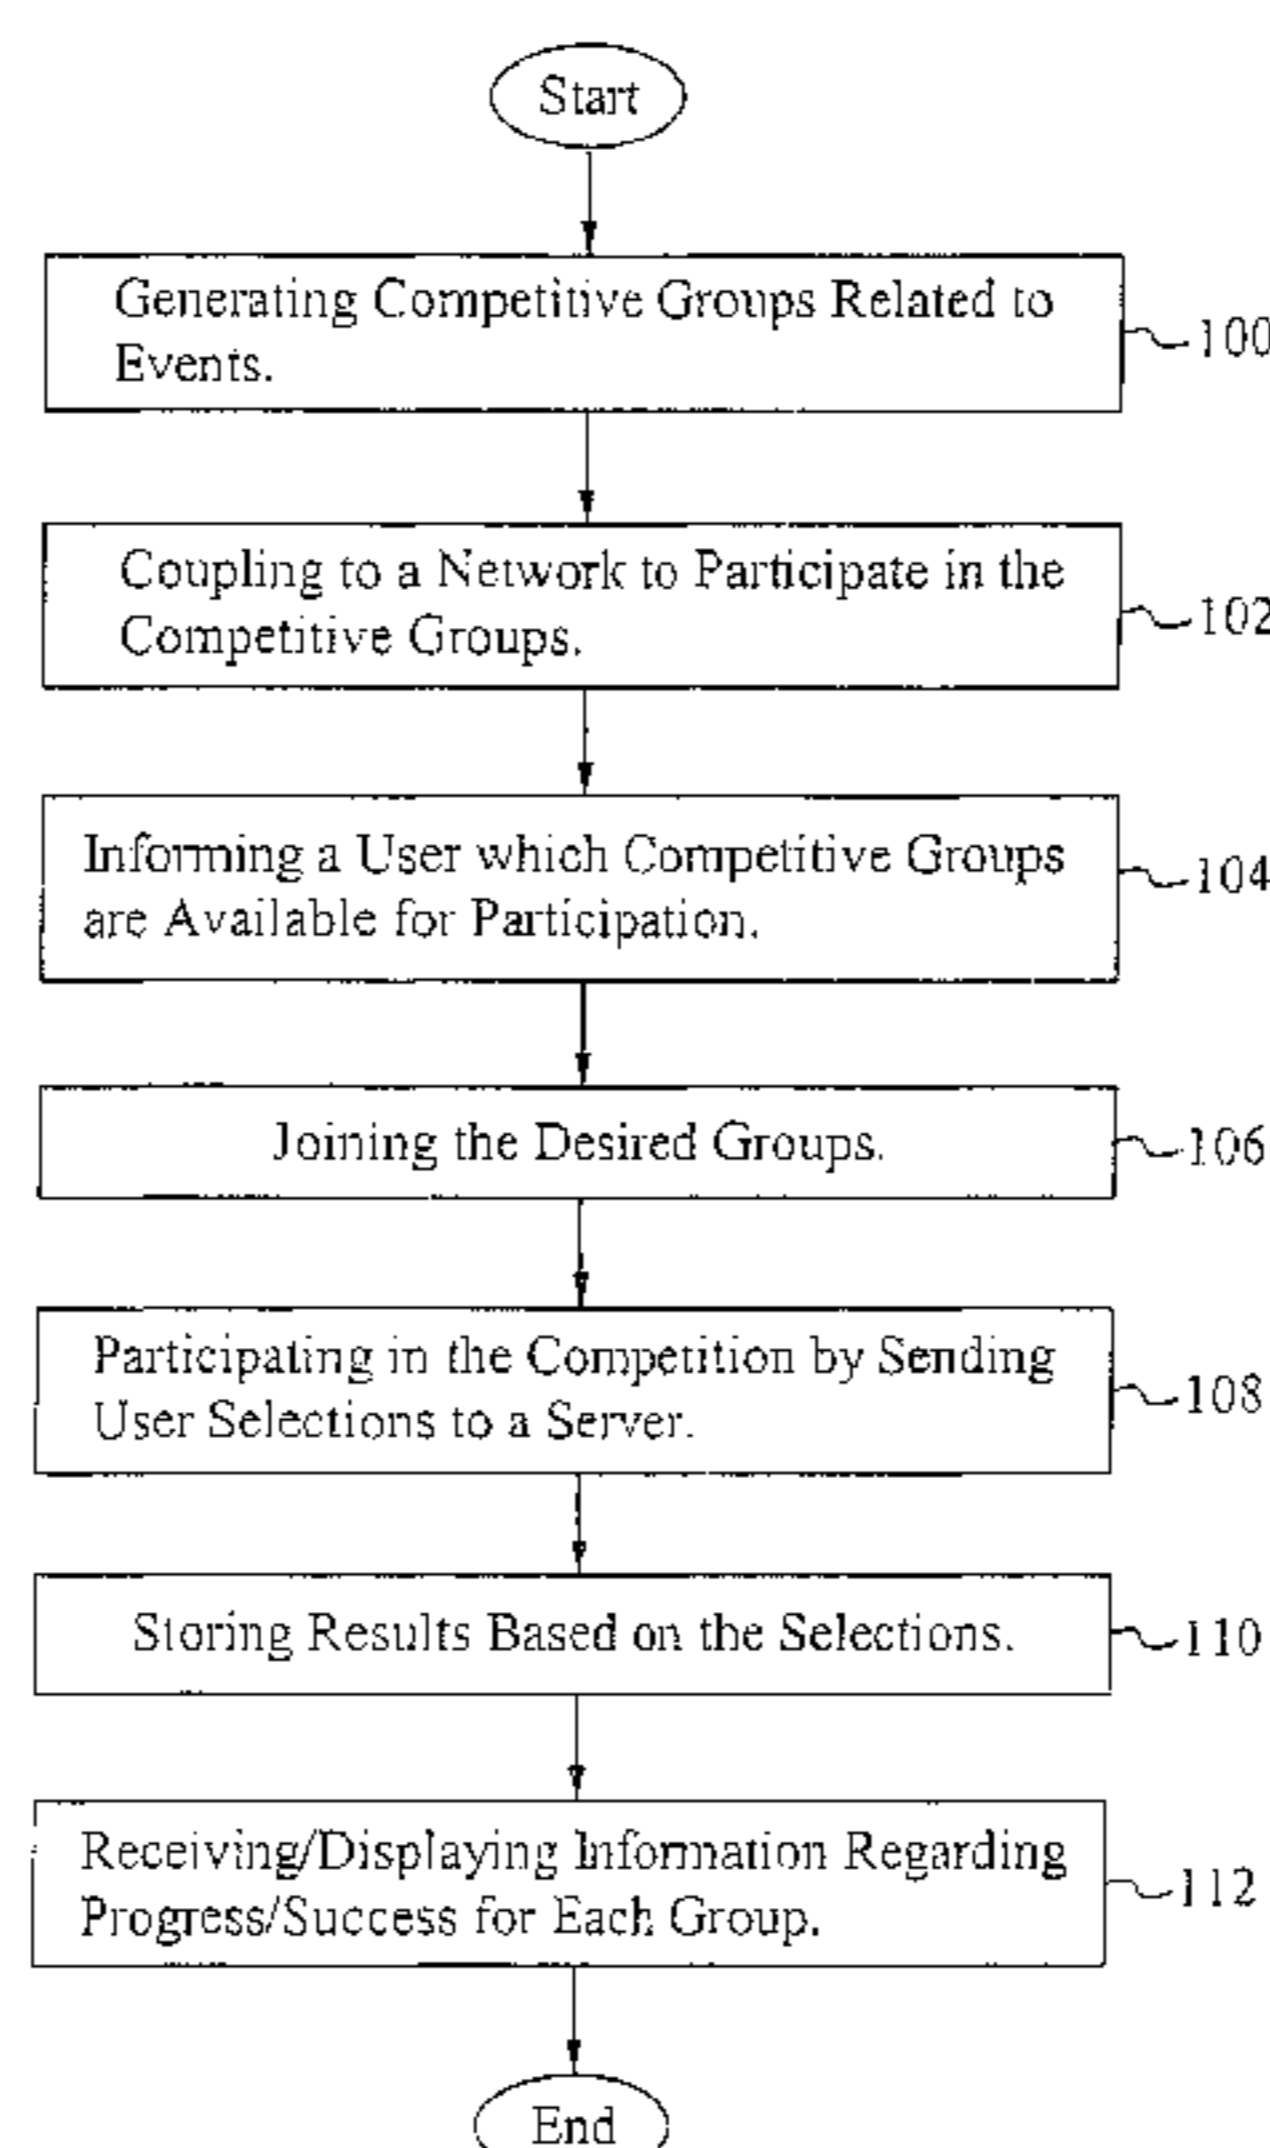 Start
Generating Competitive Groups Related to
Events.
100
Coupling to a Network to Participate in the
Competitive Groups.
102
Informing a User which Competitive Groups
are Available for Participation.
104
Joining the Desired Groups.
106
Participating in the Competition by Sending
User Selections to a Server.
108
Storing Results Based on the Selections.
110
Receiving/Displaying Information Regarding
Progress/Success for Each Group.
112
End